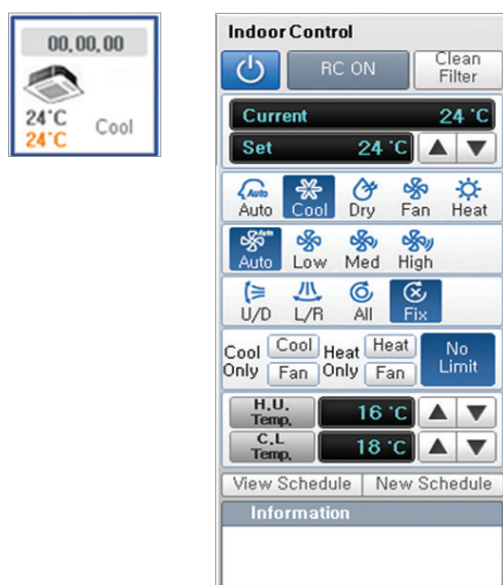 00, 00, 00
24°C
24°C
Cool
Indoor Control
RC ON
Clean
Filter
Current 24 °C
Set 24 °C
Auto
Auto Cool Dry Fan Heat
Auto
Auto Low Med High
U/D L/R All Fix
Cool Only
Cool
Fan
Heat Only
Heat
Fan
No
Limit
H.U.
Temp. 16 °C
C.L
Temp. 18 °C
View Schedule New Schedule
Information